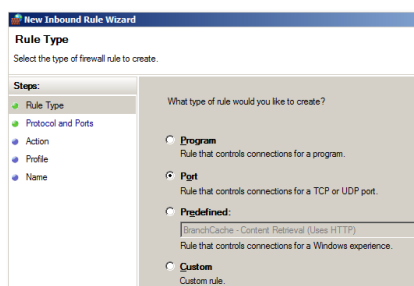 New Inbound Rule Wizard
Rule Type
Select the type of firewall rule to create.
Steps:
Rule Type
Protocol and Ports
Action
Profile
Name
What type of rule would you like to create?
Program
Rule that controls connections for a program.
Port
Rule that controls connections for a TCP or UDP port.
Predefined:
BranchCache - Content Retrieval (Uses HTTP)
Rule that controls connections for a Windows experience.
Custom
Custom rule.